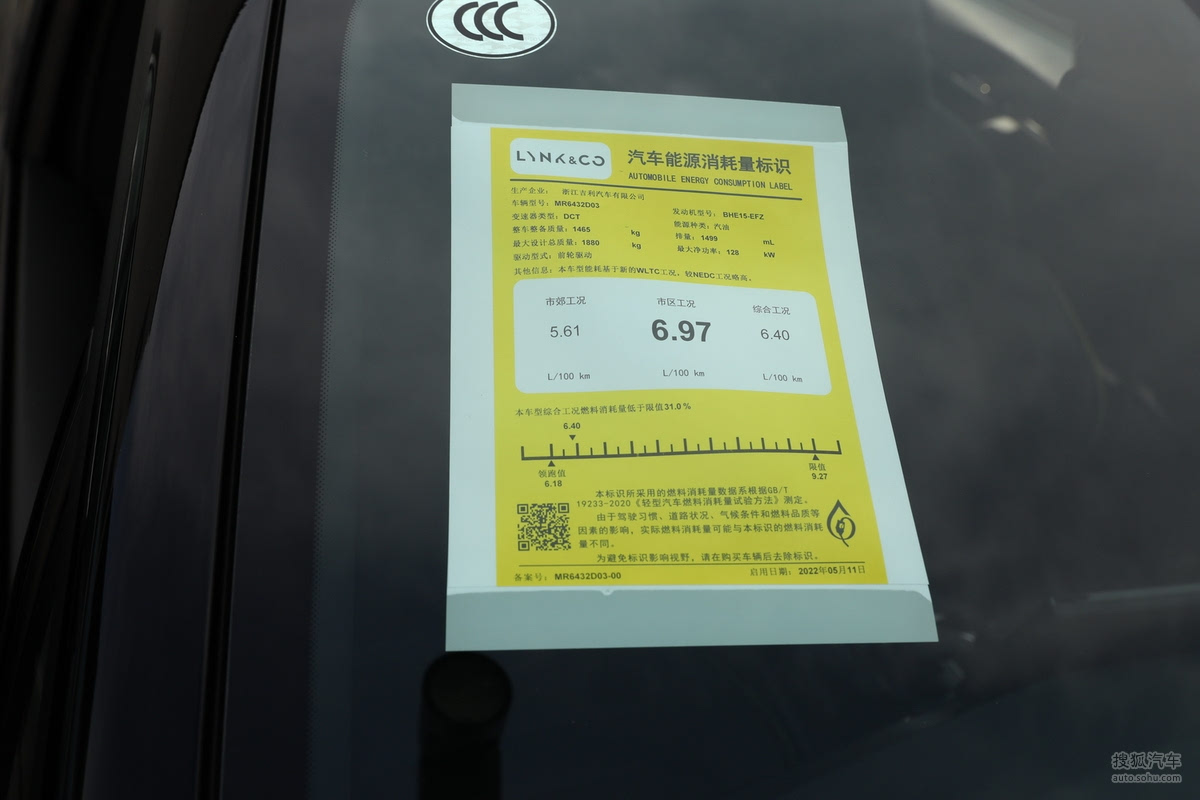 CCC
LYNK&CO
汽车能源消耗量标识
AUTOMOBILE ENERGY CONSUMPTION LABEL
生产企业： 浙江吉利汽车有限公司
车辆型号：MR6432D03
发动机型号： BHE15-EFZ
变速器类型：DCT
能源种类：汽油
整车整备质量：1465 kg
排量：1499 mL
最大设计总质量：1880 kg
最大净功率：128 kW
驱动型式：前轮驱动
其他信息：本车型能耗基于新的WLTC工况，较NEDC工况略高。
市郊工况 市区工况 综合工况
5.61 6.97 6.40
L/100 km L/100 km L/100 km
本车型综合工况燃料消耗量低于限值31.0％
6.40
领跑值 限值
6.18 9.27
本标识所采用的燃料消耗量数据系根据GB/T
19233-2020《轻型汽车燃料消耗量试验方法》测定。
由于驾驶习惯、道路状况、气候条件和燃料品质等
因素的影响，实际燃料消耗量可能与本标识的燃料消耗
量不同。
为避免标识影响视野，请在购买车辆后去除标识。
备案号：MR6432D03-00 启用日期：2022年05月11日
搜狐汽车
auto.sohu.com